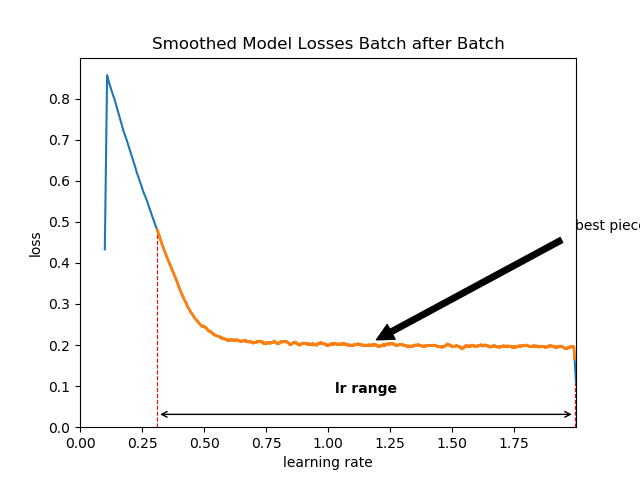 Smoothed Model Losses Batch after Batch
0.8
0.7
0.6
0.5
best piece
0.4
loss
0.3
0.2
0.1
lr range
0.0
0.00 0.25 0.50 0.75 1.00 1.25 1.50 1.75
learning rate